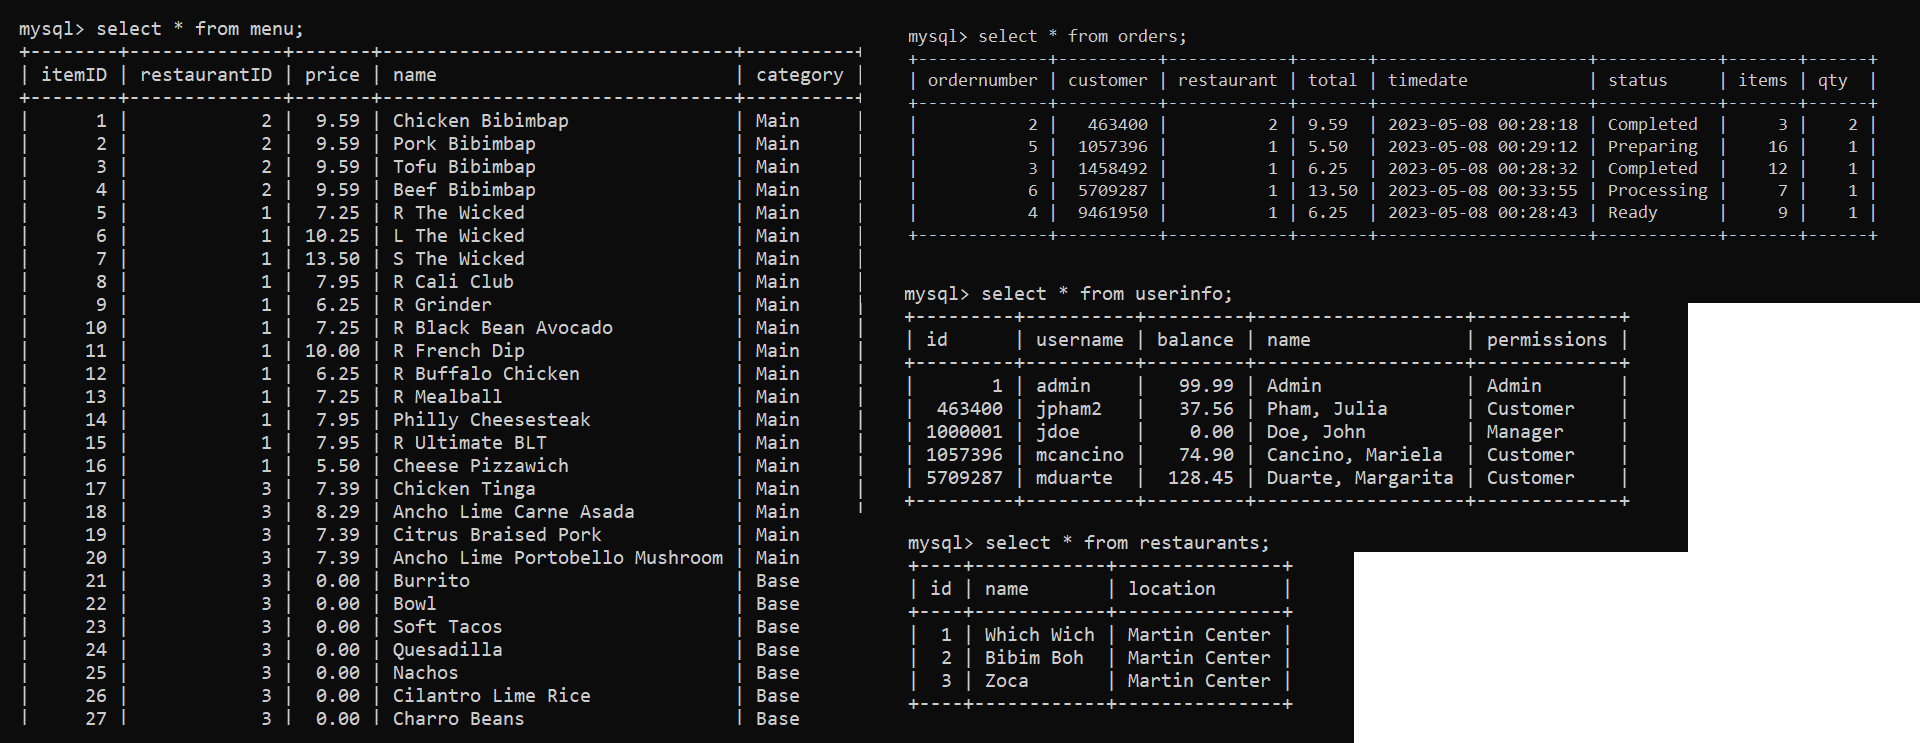 mysql> select * from menu;
+--------+--------------+-------+--------------------------------+----------+
| itemID | restaurantID | price | name                           | category |
+--------+--------------+-------+--------------------------------+----------+
|      1 |            2 |  9.59 | Chicken Bibimbap               | Main
|      2 |            2 |  9.59 | Pork Bibimbap                  | Main
|      3 |            2 |  9.59 | Tofu Bibimbap                  | Main
|      4 |            2 |  9.59 | Beef Bibimbap                  | Main
|      5 |            1 |  7.25 | R The Wicked                   | Main
|      6 |            1 | 10.25 | L The Wicked                   | Main
|      7 |            1 | 13.50 | S The Wicked                   | Main
|      8 |            1 |  7.95 | R Cali Club                    | Main
|      9 |            1 |  6.25 | R Grinder                      | Main
|     10 |            1 |  7.25 | R Black Bean Avocado           | Main
|     11 |            1 | 10.00 | R French Dip                   | Main
|     12 |            1 |  6.25 | R Buffalo Chicken              | Main
|     13 |            1 |  7.25 | R Mealball                     | Main
|     14 |            1 |  7.95 | Philly Cheesesteak             | Main
|     15 |            1 |  7.95 | R Ultimate BLT                 | Main
|     16 |            1 |  5.50 | Cheese Pizzawich               | Main
|     17 |            3 |  7.39 | Chicken Tinga                  | Main
|     18 |            3 |  8.29 | Ancho Lime Carne Asada         | Main
|     19 |            3 |  7.39 | Citrus Braised Pork            | Main
|     20 |            3 |  7.39 | Ancho Lime Portobello Mushroom | Main
|     21 |            3 |  0.00 | Burrito                        | Base
|     22 |            3 |  0.00 | Bowl                           | Base
|     23 |            3 |  0.00 | Soft Tacos                     | Base
|     24 |            3 |  0.00 | Quesadilla                     | Base
|     25 |            3 |  0.00 | Nachos                         | Base
|     26 |            3 |  0.00 | Cilantro Lime Rice             | Base
|     27 |            3 |  0.00 | Charro Beans                   | Base
mysql> select * from orders;
+-------------+----------+------------+-------+---------------------+------------+-------+------+
| ordernumber | customer | restaurant | total | timedate            | status     | items | qty  |
+-------------+----------+------------+-------+---------------------+------------+-------+------+
|           2 |   463400 |          2 | 9.59  | 2023-05-08 00:28:18 | Completed  |     3 |    2 |
|           5 |  1057396 |          1 | 5.50  | 2023-05-08 00:29:12 | Preparing  |    16 |    1 |
|           3 |  1458492 |          1 | 6.25  | 2023-05-08 00:28:32 | Completed  |    12 |    1 |
|           6 |  5709287 |          1 | 13.50 | 2023-05-08 00:33:55 | Processing |     7 |    1 |
|           4 |  9461950 |          1 | 6.25  | 2023-05-08 00:28:43 | Ready      |     9 |    1 |
+-------------+----------+------------+-------+---------------------+------------+-------+------+
mysql> select * from userinfo;
+---------+----------+---------+-------------------+-------------+
| id      | username | balance | name              | permissions |
+---------+----------+---------+-------------------+-------------+
|       1 | admin    |   99.99 | Admin             | Admin       |
|  463400 | jpham2   |   37.56 | Pham, Julia       | Customer    |
| 1000001 | jdoe     |    0.00 | Doe, John         | Manager     |
| 1057396 | mcancino |   74.90 | Cancino, Mariela  | Customer    |
| 5709287 | mduarte  |  128.45 | Duarte, Margarita | Customer    |
+---------+----------+---------+-------------------+-------------+
mysql> select * from restaurants;
+----+------------+---------------+
| id | name       | location      |
+----+------------+---------------+
|  1 | Which Wich | Martin Center |
|  2 | Bibim Boh  | Martin Center |
|  3 | Zoca       | Martin Center |
+----+------------+---------------+